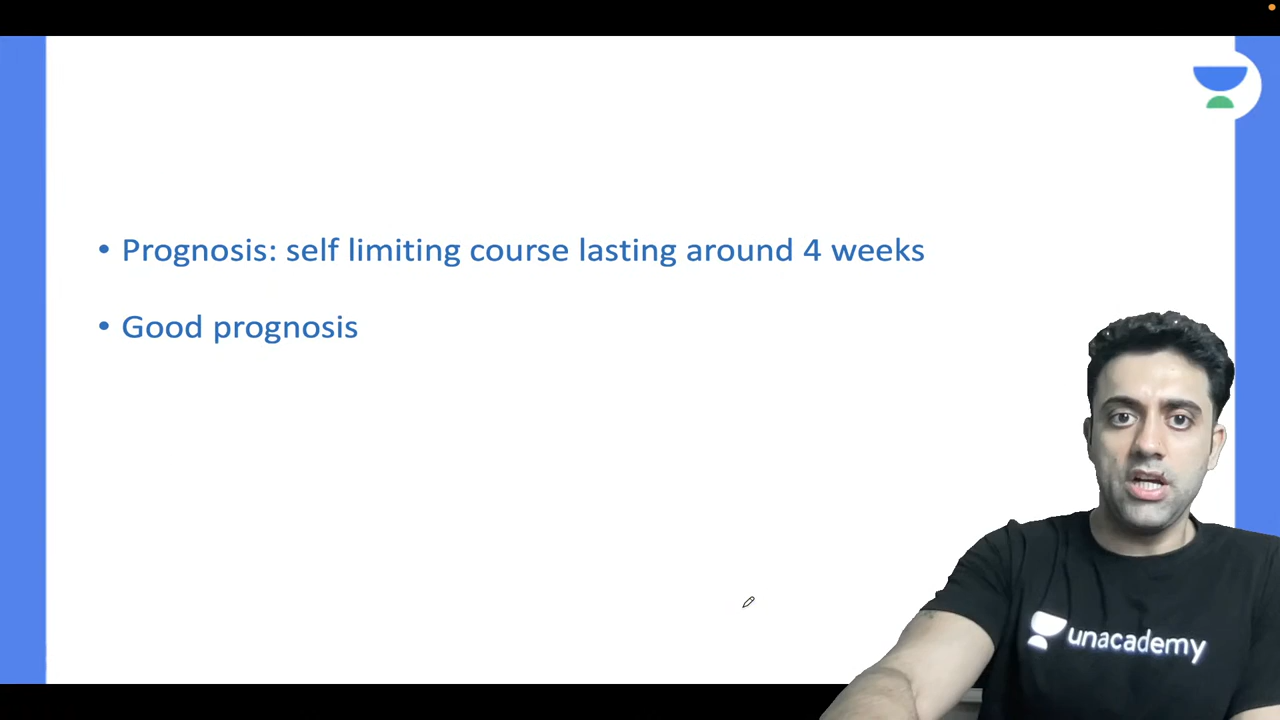 • Prognosis: self limiting course lasting around 4 weeks
• Good prognosis
unacademy